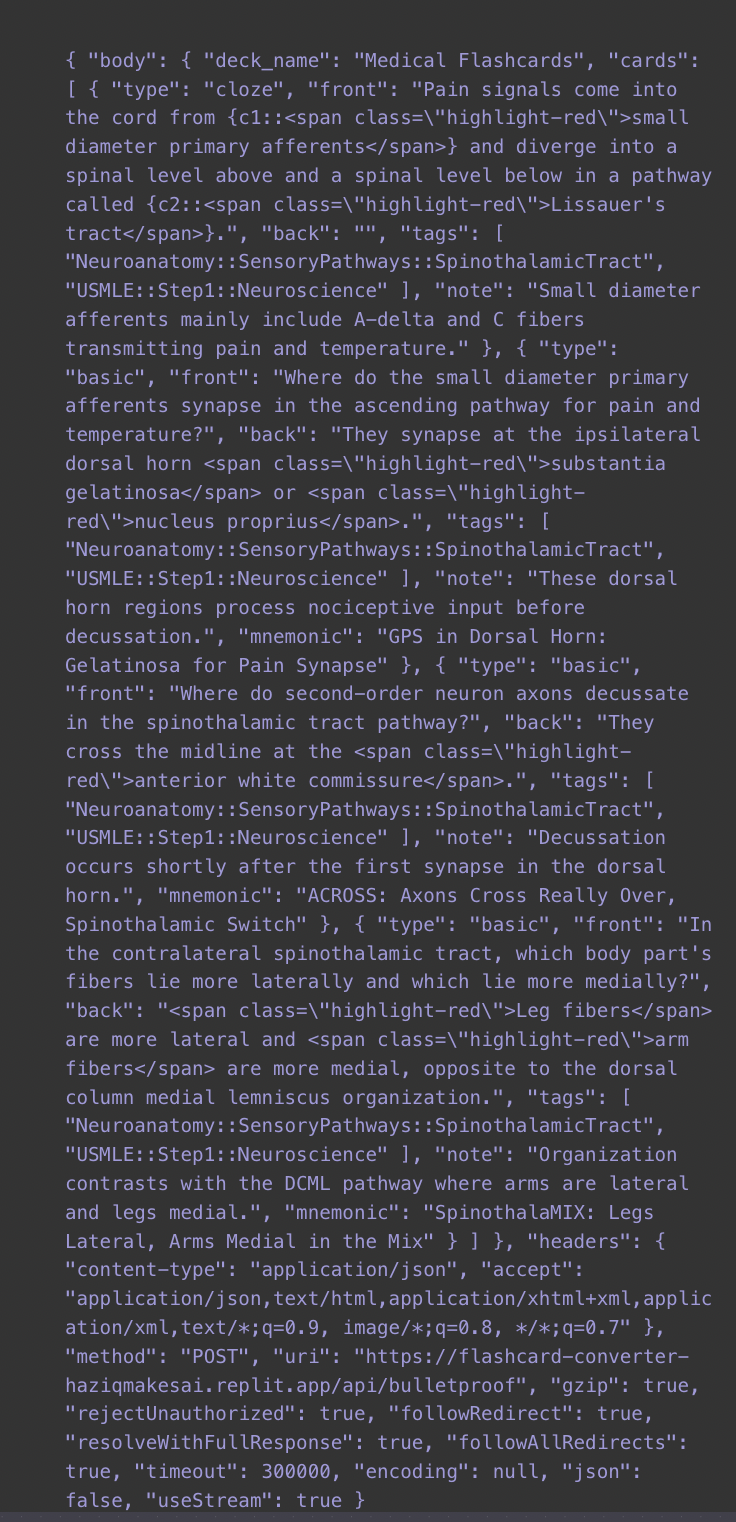 { "body": { "deck_name": "Medical Flashcards", "cards":
[ { "type": "cloze", "front": "Pain signals come into
the cord from {c1::<span class=\"highlight-red\">small
diameter primary afferents</span>} and diverge into a
spinal level above and a spinal level below in a pathway
called {c2::<span class=\"highlight-red\">Lissauer's
tract</span>}.", "back": "", "tags": [
"Neuroanatomy::SensoryPathways::SpinothalamicTract",
"USMLE::Step1::Neuroscience" ], "note": "Small diameter
afferents mainly include A-delta and C fibers
transmitting pain and temperature." }, { "type":
"basic", "front": "Where do the small diameter primary
afferents synapse in the ascending pathway for pain and
temperature?", "back": "They synapse at the ipsilateral
dorsal horn <span class=\"highlight-red\">substantia
gelatinosa</span> or <span class=\"highlight-
red\">nucleus proprius</span>.", "tags": [
"Neuroanatomy::SensoryPathways::SpinothalamicTract",
"USMLE::Step1::Neuroscience" ], "note": "These dorsal
horn regions process nociceptive input before
decussation.", "mnemonic": "GPS in Dorsal Horn:
Gelatinosa for Pain Synapse" }, { "type": "basic",
"front": "Where do second-order neuron axons decussate
in the spinothalamic tract pathway?", "back": "They
cross the midline at the <span class=\"highlight-
red\">anterior white commissure</span>.", "tags": [
"Neuroanatomy::SensoryPathways::SpinothalamicTract",
"USMLE::Step1::Neuroscience" ], "note": "Decussation
occurs shortly after the first synapse in the dorsal
horn.", "mnemonic": "ACROSS: Axons Cross Really Over,
Spinothalamic Switch" }, { "type": "basic", "front": "In
the contralateral spinothalamic tract, which body part's
fibers lie more laterally and which lie more medially?",
"back": "<span class=\"highlight-red\">Leg fibers</span>
are more lateral and <span class=\"highlight-red\">arm
fibers</span> are more medial, opposite to the dorsal
column medial lemniscus organization.", "tags": [
"Neuroanatomy::SensoryPathways::SpinothalamicTract",
"USMLE::Step1::Neuroscience" ], "note": "Organization
contrasts with the DCML pathway where arms are lateral
and legs medial.", "mnemonic": "SpinothalaMIX: Legs
Lateral, Arms Medial in the Mix" } ] }, "headers": {
"content-type": "application/json", "accept":
"application/json,text/html,application/xhtml+xml,applic
ation/xml,text/*;q=0.9, image/*;q=0.8, */*;q=0.7" },
"method": "POST", "uri": "https://flashcard-converter-
haziqmakesai.replit.app/api/bulletproof", "gzip": true,
"rejectUnauthorized": true, "followRedirect": true,
"resolveWithFullResponse": true, "followAllRedirects":
true, "timeout": 300000, "encoding": null, "json":
false, "useStream": true }